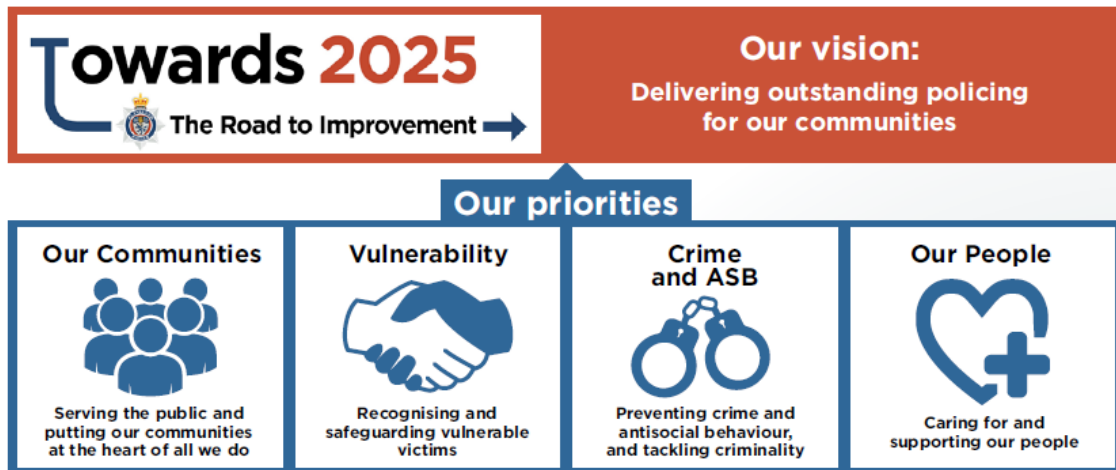 Towards 2025
The Road to Improvement
Our vision:
Delivering outstanding policing
for our communities
Our priorities
Our Communities
Serving the public and
putting our communities
at the heart of all we do
Vulnerability
Recognising and
safeguarding vulnerable
victims
Crime
and ASB
Preventing crime and
antisocial behaviour,
and tackling criminality
Our People
Caring for and
supporting our people